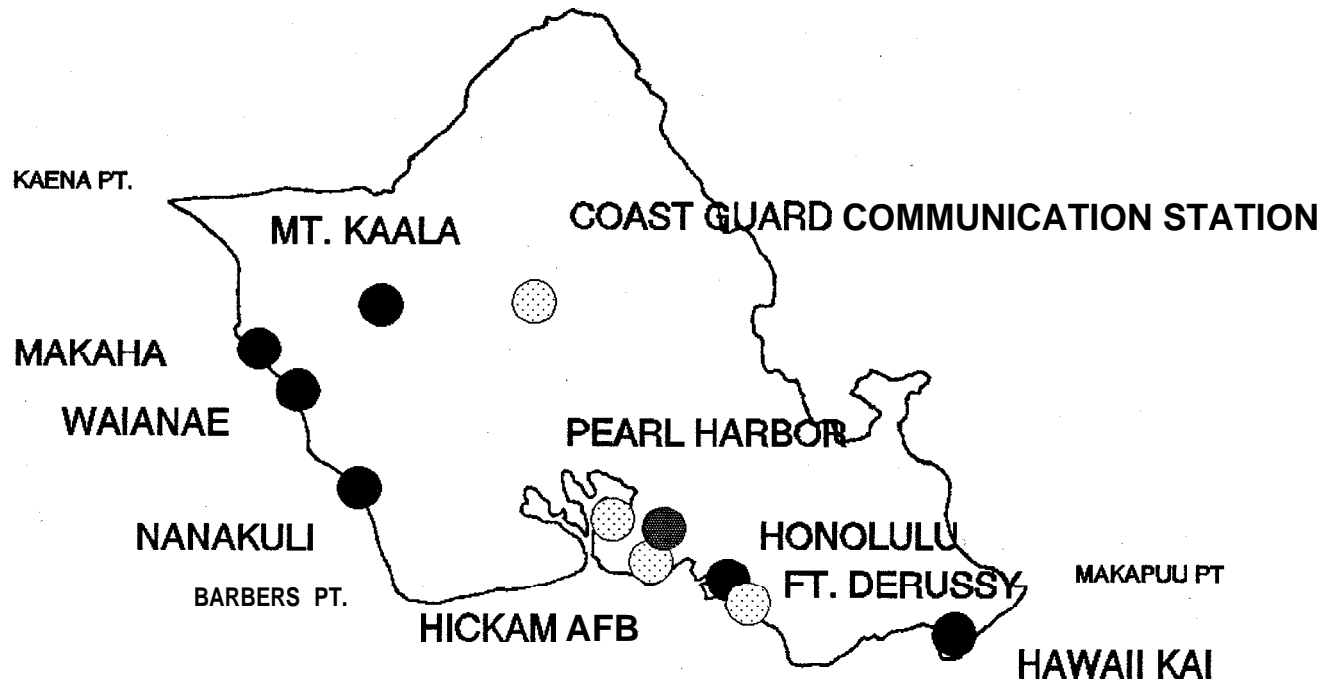 KAENA PT.
MT. KAALA
COAST GUARD COMMUNICATION STATION
MAKAHA
WAIANAE
PEARL HARBOR
NANAKULI
HONOLULU
FT. DERUSSY
MAKAPUU PT
BARBERS PT.
HICKAM AFB
HAWAII KAI